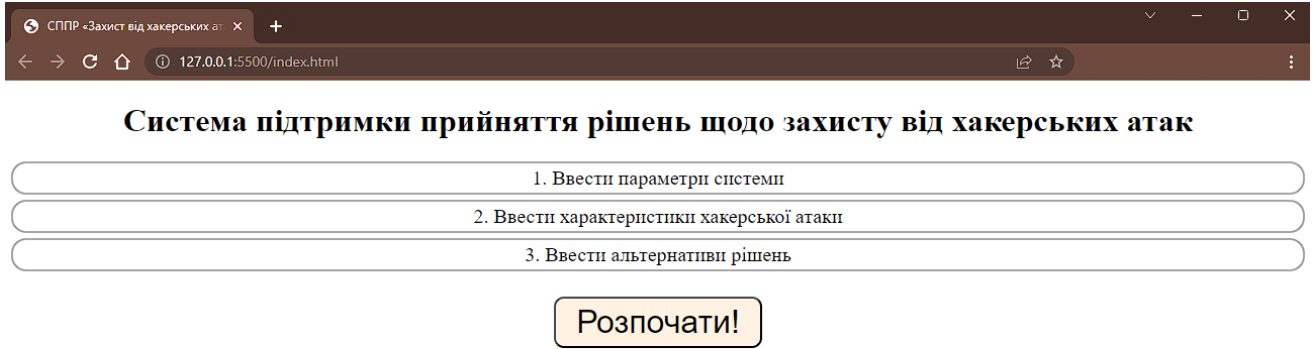 СППР «Захист від хакерських ат
127.0.0.1:5500/index.html
Система підтримки прийняття рішень щодо захисту від хакерських атак
1. Ввести параметри системи
2. Ввести характеристики хакерської атаки
3. Ввести альтернативи рішень
Розпочати!